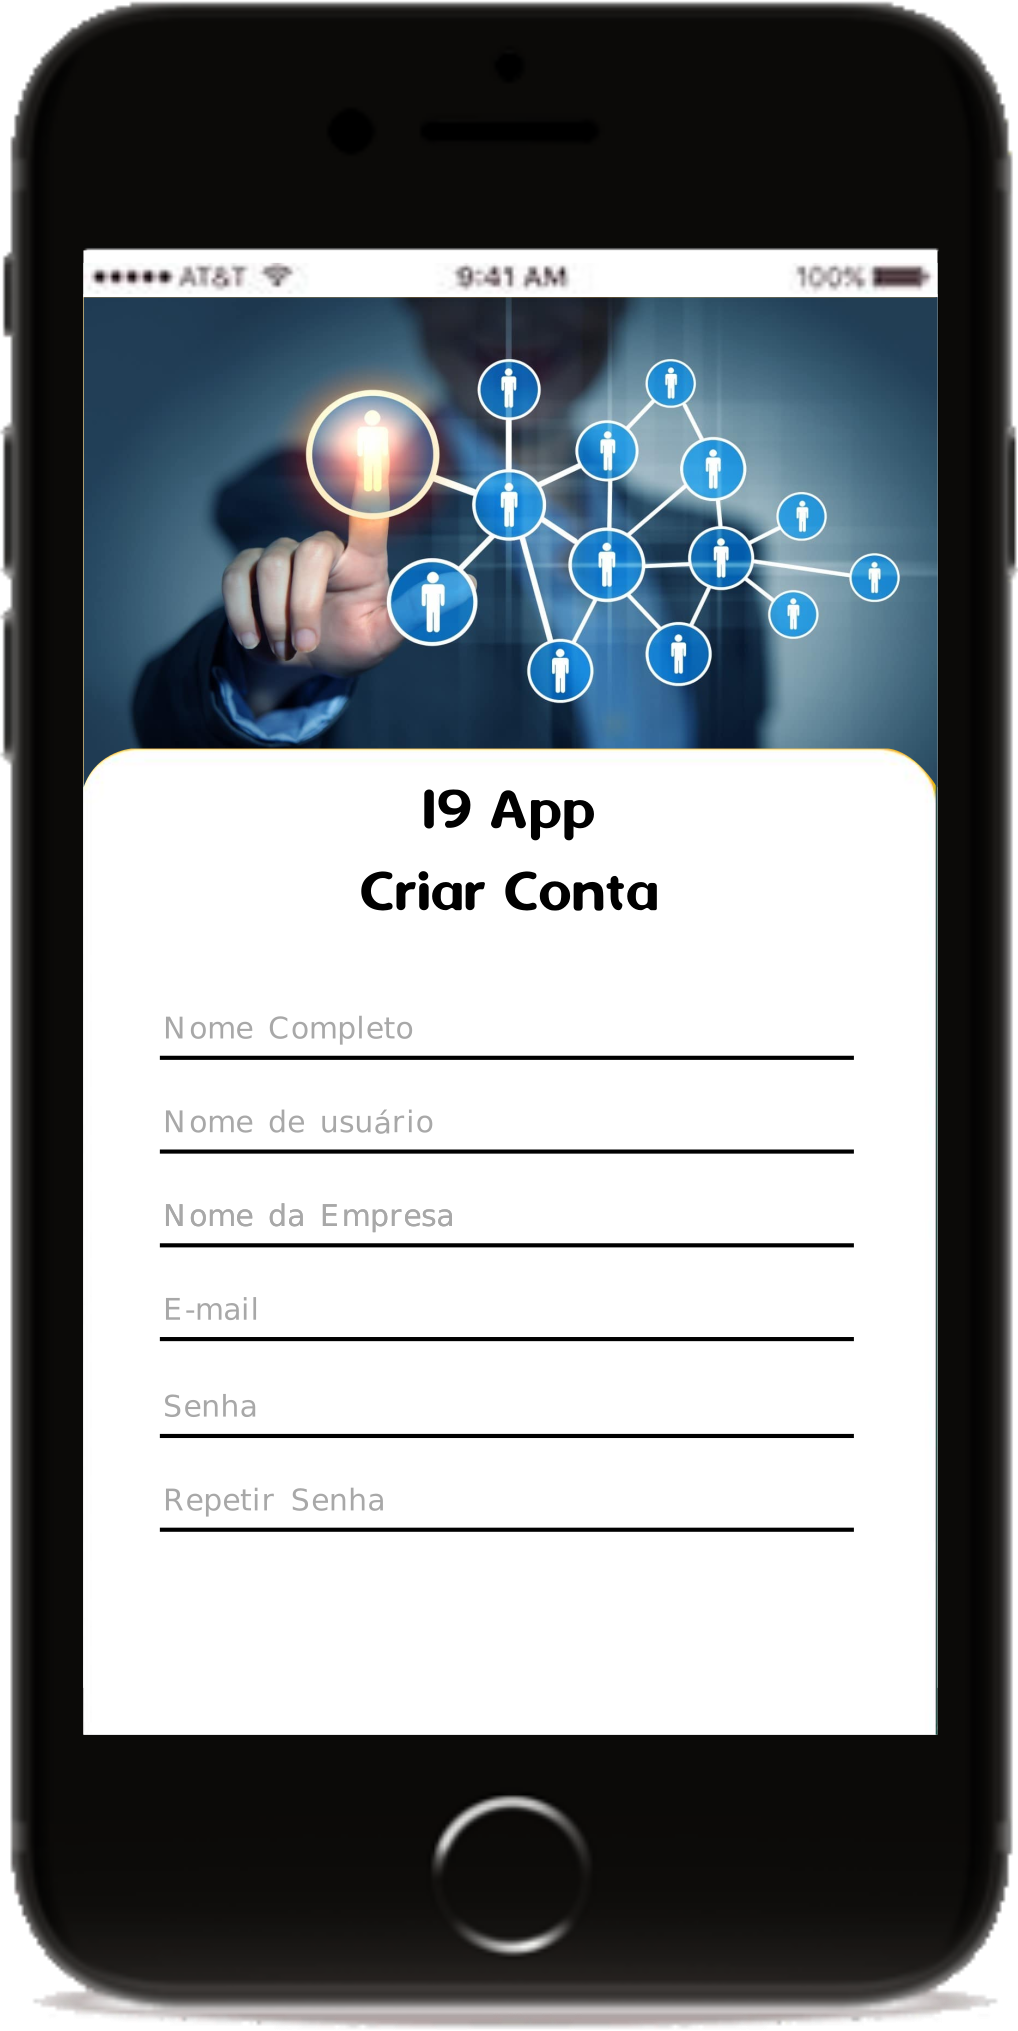 AT&T 9:41 AM 100%
I9 App
Criar Conta
Nome Completo
Nome de usuário
Nome da Empresa
E-mail
Senha
Repetir Senha